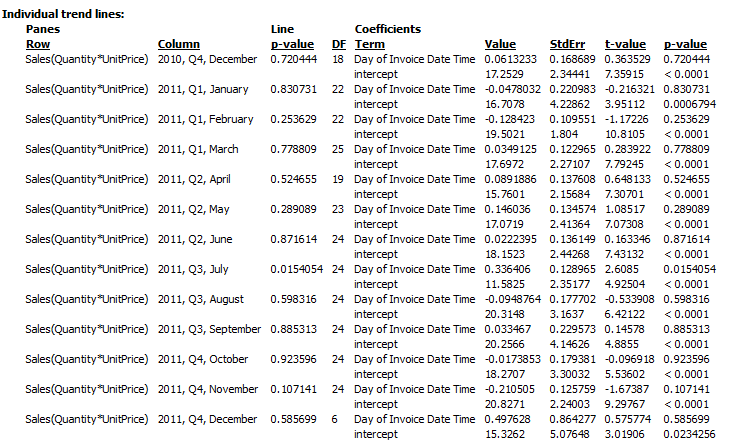 Individual trend lines:
Panes Line Coefficients
Row Column p-value DF Term Value StdErr t-value p-value
Sales(Quantity*UnitPrice) 2010, Q4, December 0.720444 18 Day of Invoice Date Time 0.0613233 0.168689 0.363529 0.720444
intercept 17.2529 2.34441 7.35915 < 0.0001
Sales(Quantity*UnitPrice) 2011, Q1, January 0.830731 22 Day of Invoice Date Time -0.0478032 0.220983 -0.216321 0.830731
intercept 16.7078 4.22862 3.95112 0.0006794
Sales(Quantity*UnitPrice) 2011, Q1, February 0.253629 22 Day of Invoice Date Time -0.128423 0.109551 -1.17226 0.253629
intercept 19.5021 1.804 10.8105 < 0.0001
Sales(Quantity*UnitPrice) 2011, Q1, March 0.778809 25 Day of Invoice Date Time 0.0349125 0.122965 0.283922 0.778809
intercept 17.6972 2.27107 7.79245 < 0.0001
Sales(Quantity*UnitPrice) 2011, Q2, April 0.524655 19 Day of Invoice Date Time 0.0891886 0.137608 0.648133 0.524655
intercept 15.7601 2.15684 7.30701 < 0.0001
Sales(Quantity*UnitPrice) 2011, Q2, May 0.289089 23 Day of Invoice Date Time 0.146036 0.134574 1.08517 0.289089
intercept 17.0719 2.41364 7.07308 < 0.0001
Sales(Quantity*UnitPrice) 2011, Q2, June 0.871614 24 Day of Invoice Date Time 0.0222395 0.136149 0.163346 0.871614
intercept 18.1523 2.44268 7.43132 < 0.0001
Sales(Quantity*UnitPrice) 2011, Q3, July 0.0154054 24 Day of Invoice Date Time 0.336406 0.128965 2.6085 0.0154054
intercept 11.5825 2.35177 4.92504 < 0.0001
Sales(Quantity*UnitPrice) 2011, Q3, August 0.598316 24 Day of Invoice Date Time -0.0948764 0.177702 -0.533908 0.598316
intercept 20.3148 3.1637 6.42122 < 0.0001
Sales(Quantity*UnitPrice) 2011, Q3, September 0.885313 24 Day of Invoice Date Time 0.033467 0.229573 0.14578 0.885313
intercept 20.2566 4.14626 4.8855 < 0.0001
Sales(Quantity*UnitPrice) 2011, Q4, October 0.923596 24 Day of Invoice Date Time -0.0173853 0.179381 -0.096918 0.923596
intercept 18.2707 3.30032 5.53602 < 0.0001
Sales(Quantity*UnitPrice) 2011, Q4, November 0.107141 24 Day of Invoice Date Time -0.210505 0.125759 -1.67387 0.107141
intercept 20.8271 2.24003 9.29767 < 0.0001
Sales(Quantity*UnitPrice) 2011, Q4, December 0.585699 6 Day of Invoice Date Time 0.497628 0.864277 0.575774 0.585699
intercept 15.3262 5.07648 3.01906 0.0234256